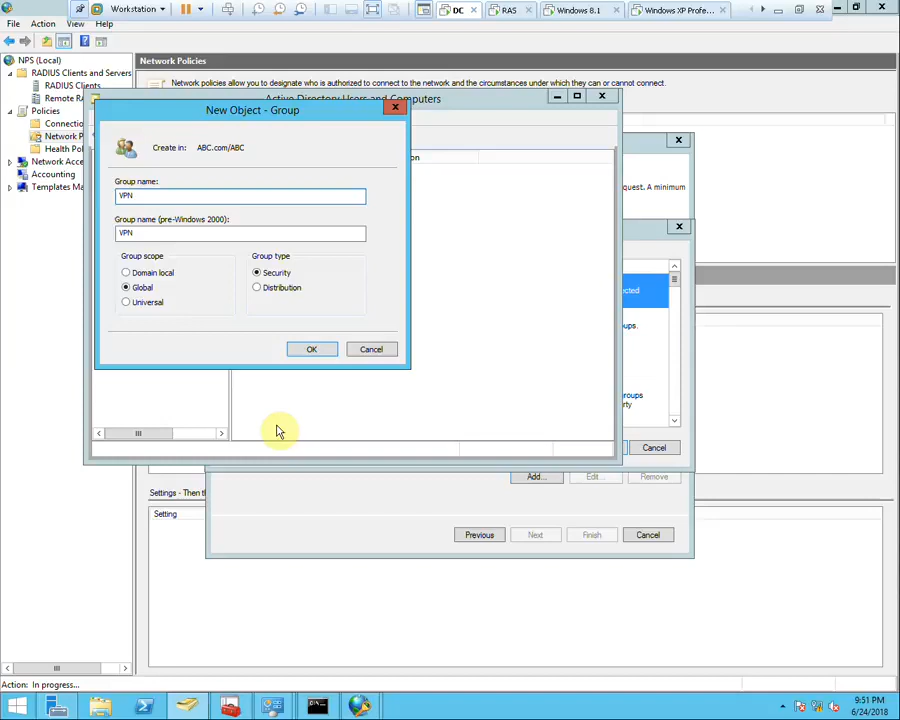 Workstation
DC
RAS
Windows 8.1
Windows XP Profe...
File Action View Help
NPS (Local)
RADIUS Clients and Servers
RADIUS Clients
Remote RA
Policies
Connectio
Network P
Health Pol
Network Acce
Accounting
Templates Ma
Network Policies
Network policies allow you to designate who is authorized to connect to the network and the circumstances under which they can or cannot connect.
Active Directory Users and Computers
New Object - Group
Create in: ABC.com/ABC
on
quest. A minimum
Group name:
VPN
Group name (pre-Windows 2000):
VPN
Group scope
Domain local
Global
Universal
Group type
Security
Distribution
OK
Cancel
cted
ups.
roups
rty
Cancel
Add...
Edit...
Remove
Settings - Then th
Setting
Previous
Next
Finish
Cancel
Action: In progress...
9:51 PM
6/24/2018